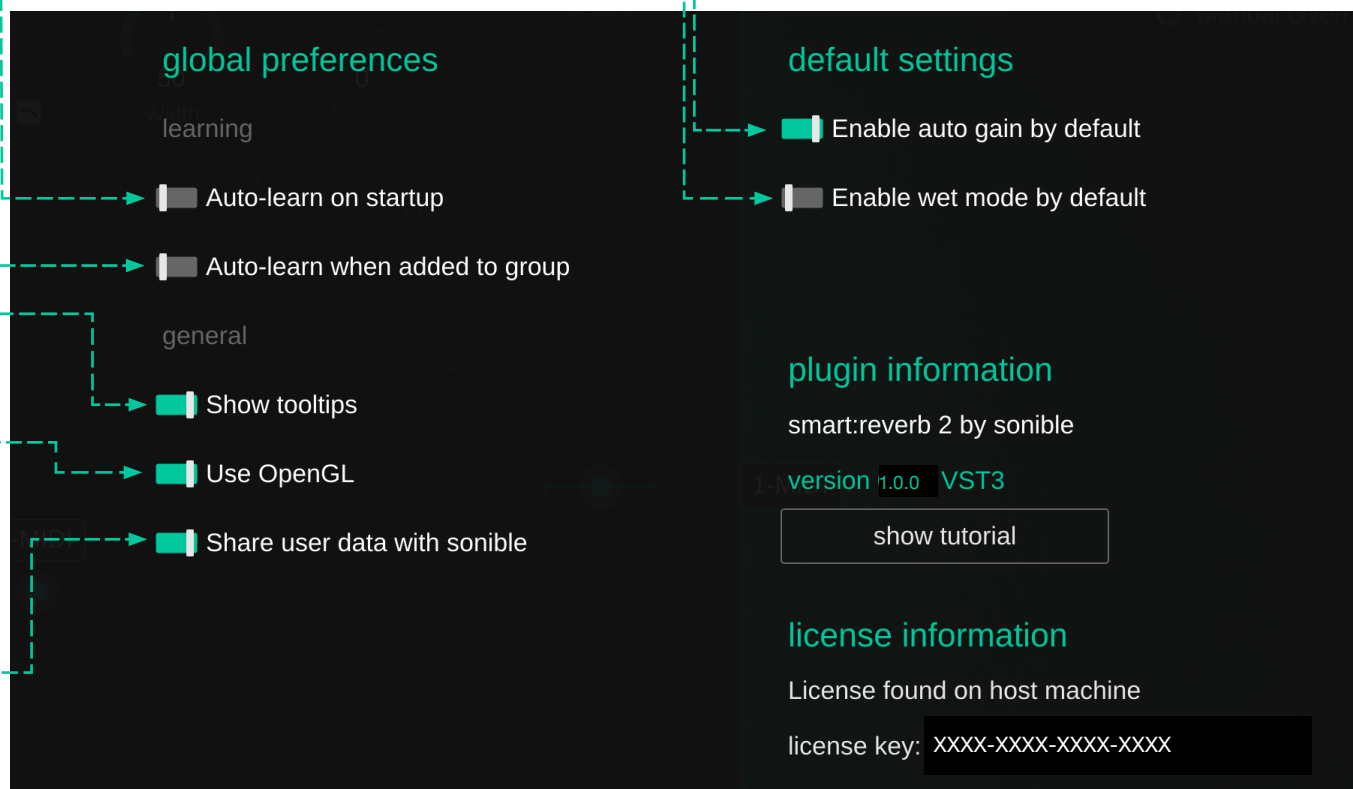 global preferences
learning
Auto-learn on startup
Auto-learn when added to group
general
Show tooltips
Use OpenGL
Share user data with sonible
default settings
Enable auto gain by default
Enable wet mode by default
plugin information
smart:reverb 2 by sonible
version 1.0.0 VST3
show tutorial
license information
License found on host machine
license key: XXXX-XXXX-XXXX-XXXX